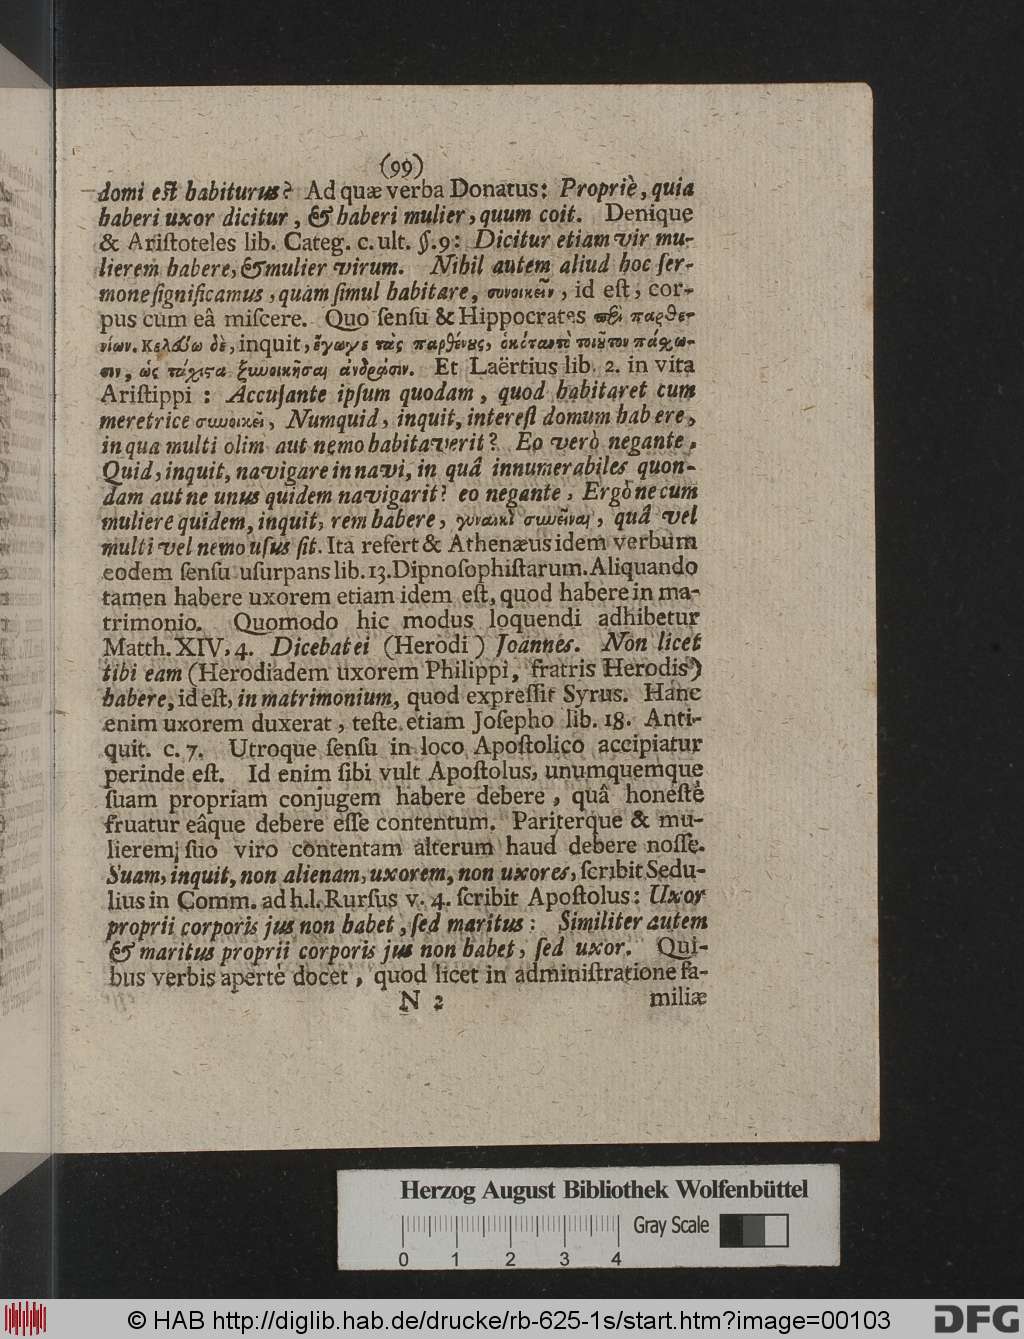 (99)
domi eſt habiturus? Ad quæ verba Donatus: Propriè, quia
haberi uxor dicitur, & haberi mulier, quum coit. Denique
& Ariſtoteles lib. Categ. c. ult. §. 9: Dicitur etiam vir mu-
lierem habere, & mulier virum. Nihil autem aliud hoc ſer-
mone ſignificamus, quàm ſimul habitare, συνοικεῖν, id eſt, cor-
pus cum eâ miſcere. Quo ſenſu & Hippocrates περὶ παρθε-
νίων. Κελεύω δὲ, inquit, ἔγωγε τὰς παρθένους, ὁκόταν τὸ τοιοῦτον πάσχω-
σιν, ὡς τάχιστα ξυνοικῆσαι ἀνδράσιν. Et Laërtius lib. 2. in vita
Ariſtippi: Accuſante ipſum quodam, quod habitaret cum
meretrice συνοικεῖ, Numquid, inquit, intereſt domum habere,
in qua multi olim aut nemo habitaverit? Eo verò negante,
Quid, inquit, navigare in navi, in quâ innumerabiles quon-
dam aut ne unus quidem navigarit? eo negante, Ergò ne cum
muliere quidem, inquit, rem habere, γυναικὶ συνεῖναι, quâ vel
multi vel nemo uſus ſit. Ita refert & Athenæus idem verbum
eodem ſenſu uſurpans lib. 13. Dipnoſophiſtarum. Aliquando
tamen habere uxorem etiam idem eſt, quod habere in ma-
trimonio. Quomodo hic modus loquendi adhibetur
Matth. XIV, 4. Dicebat ei (Herodi) Joannes. Non licet
tibi eam (Herodiadem uxorem Philippi, fratris Herodis)
habere, id eſt, in matrimonium, quod expreſſit Syrus. Hanc
enim uxorem duxerat, teſte etiam Joſepho lib. 18. Anti-
quit. c. 7. Utroque ſenſu in loco Apoſtolico accipiatur
perinde eſt. Id enim ſibi vult Apoſtolus, unumquemque
ſuam propriam conjugem habere debere, quâ honeſtè
fruatur eâque debere eſſe contentum. Pariterque & mu-
lierem ſuo viro contentam alterum haud debere noſſe.
Suam, inquit, non alienam, uxorem, non uxores, ſcribit Sedu-
lius in Comm. ad h. l. Rurſus v. 4. ſcribit Apoſtolus: Uxor
proprii corporis jus non habet, ſed maritus: Similiter autem
& maritus proprii corporis jus non habet, ſed uxor. Qui-
bus verbis apertè docet, quod licet in adminiſtratione fa-
N 2 miliæ
Herzog August Bibliothek Wolfenbüttel
Gray Scale
0 1 2 3 4
© HAB http://diglib.hab.de/drucke/rb-625-1s/start.htm?image=00103
DFG